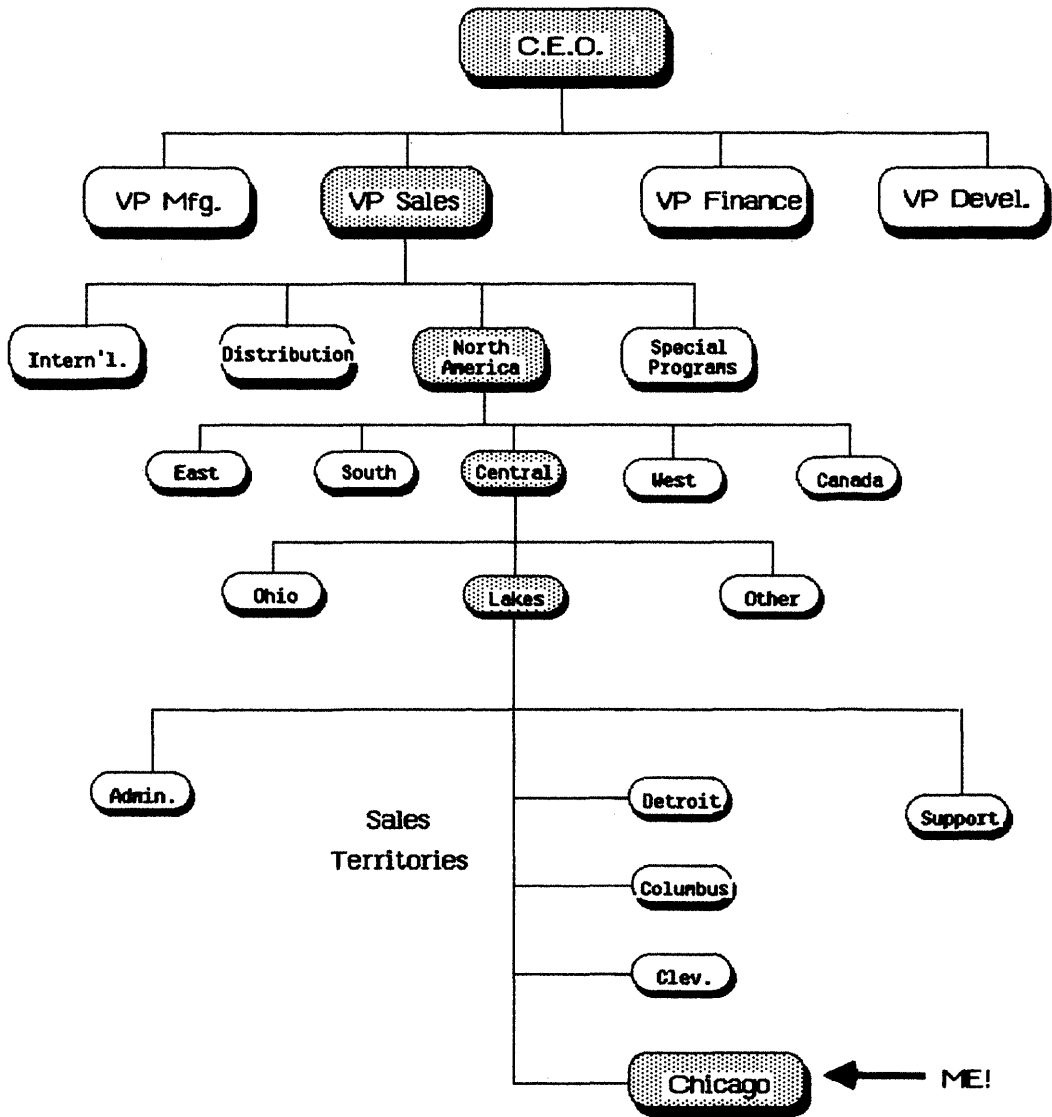 C.E.O.
VP Mfg.
VP Sales
VP Finance
VP Devel.
Intern'l.
Distribution
North
America
Special
Programs
East
South
Central
West
Canada
Ohio
Lakes
Other
Admin.
Sales
Territories
Detroit
Support
Columbus
Clev.
Chicago
ME!